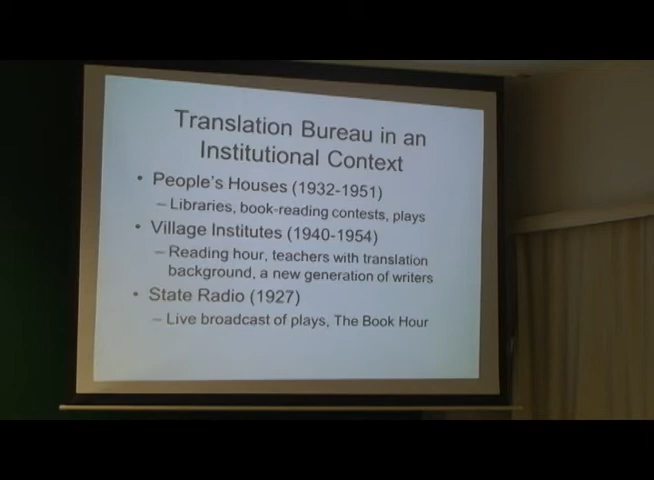 Translation Bureau in an
Institutional Context
• People's Houses (1932-1951)
– Libraries, book-reading contests, plays
• Village Institutes (1940-1954)
– Reading hour, teachers with translation
background, a new generation of writers
• State Radio (1927)
– Live broadcast of plays, The Book Hour